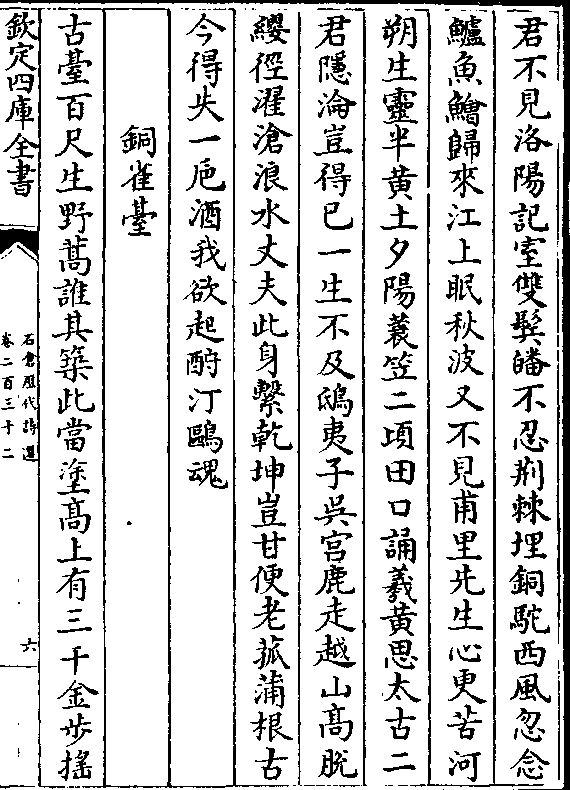 君不見洛陽記室雙鬂皤不忍荆棘埋銅駝西風忽念
鱸魚鱠歸來江上眠秋波又不見甫里先生心更苦河
朔生靈半黄土夕陽蓑笠二頃田口誦羲黄思太古二
君隱淪豈得已一生不及鴟夷子吳宫鹿走越山高脫
纓徑濯滄浪水丈夫此身繫乾坤豈甘便老菰蒲根古
今得失一卮酒我欲起酹汀鷗魂
銅雀臺
古臺百尺生野蒿誰其築此當塗高上有三千金步搖
欽定四庫全書
石倉歷代詩選
卷二百三十二
六